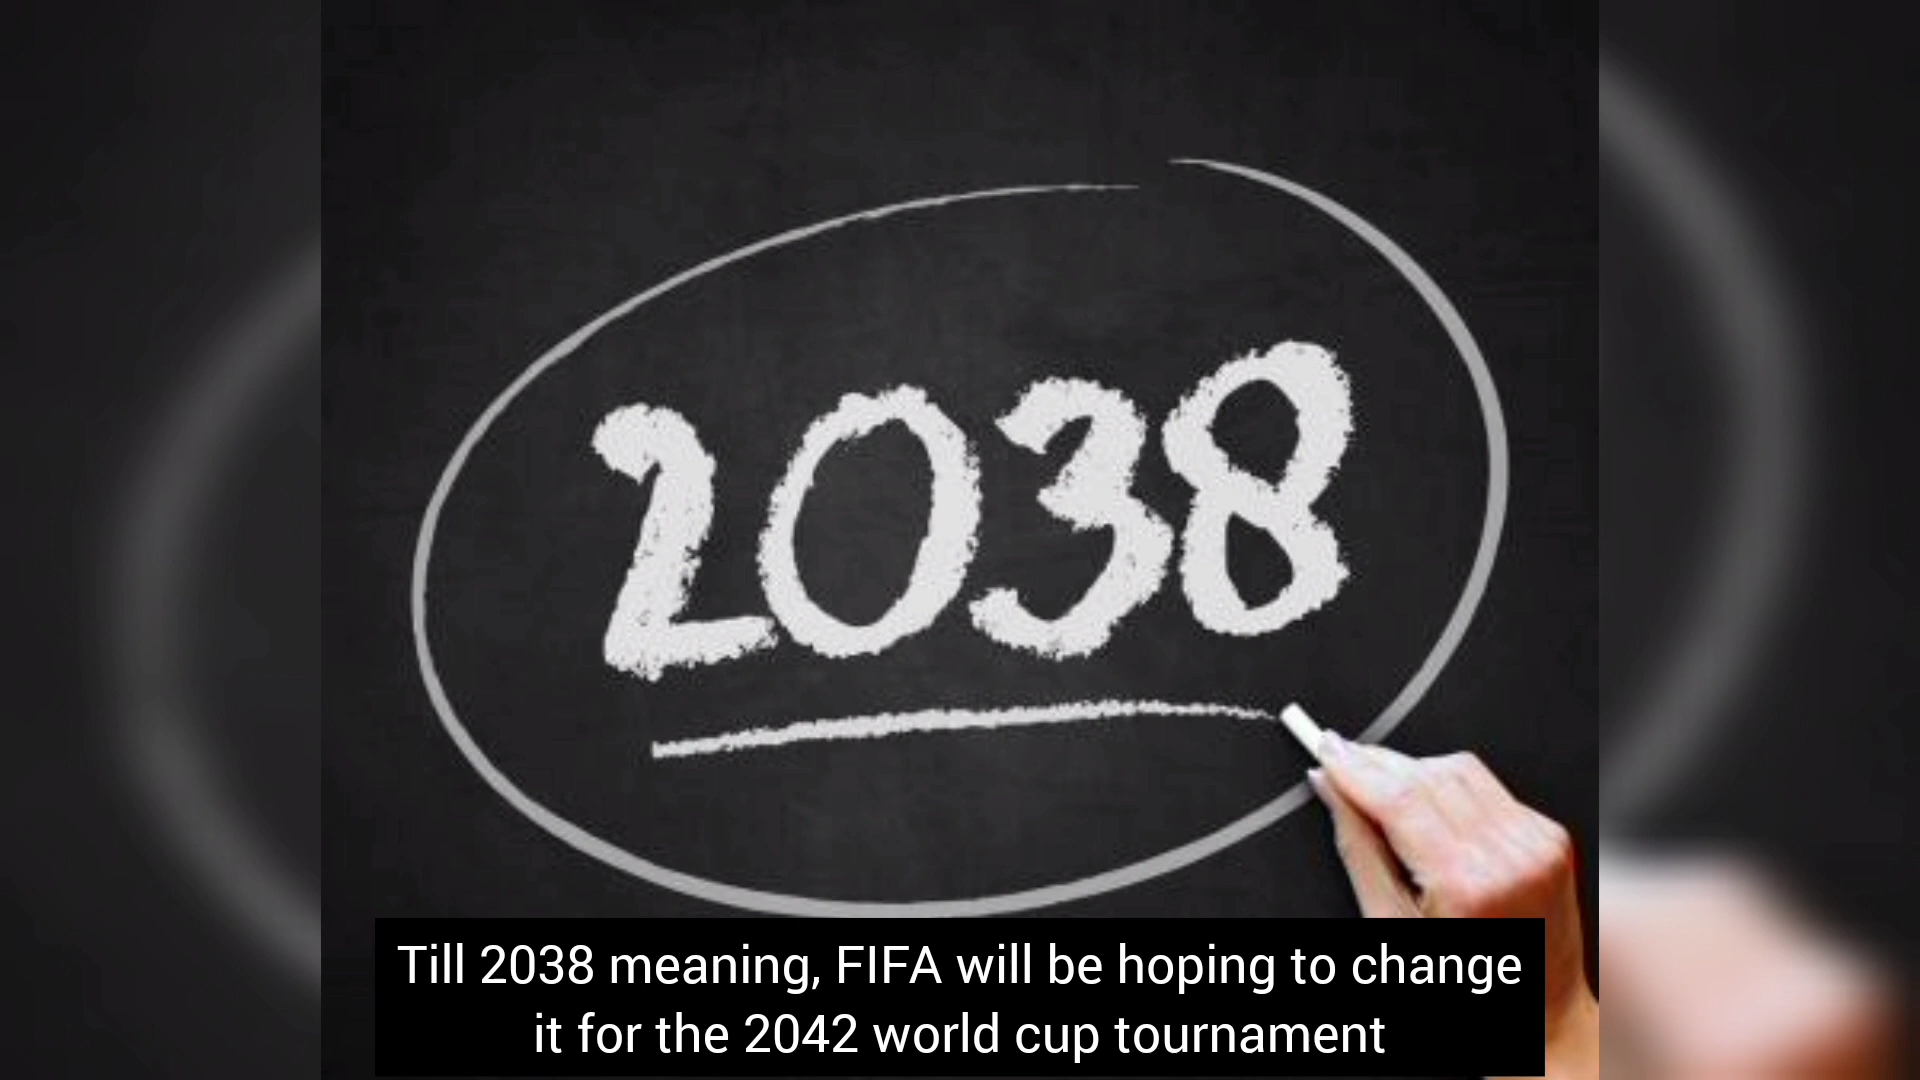 2038
Till 2038 meaning, FIFA will be hoping to change
it for the 2042 world cup tournament